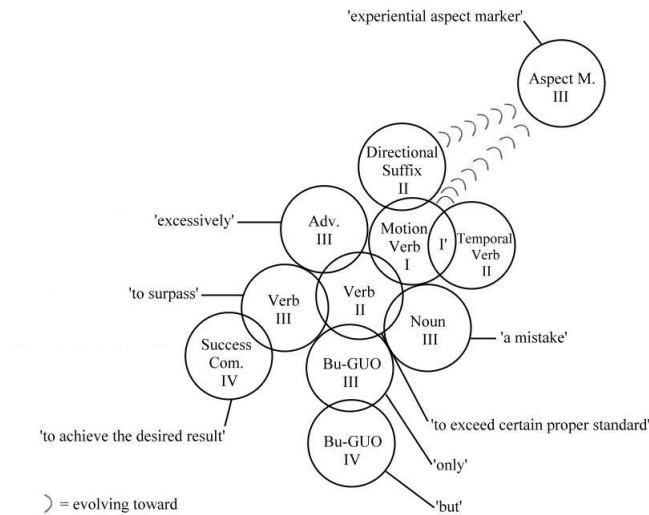 'experiential aspect marker'
Aspect M.
III
Directional
Suffix
II
'excessively'
Adv.
III
Motion
Verb
I
I'
Temporal
Verb
II
'to surpass'
Verb
III
Verb
II
Noun
III
'a mistake'
Success
Com.
IV
Bu-GUO
III
'to exceed certain proper standard'
'to achieve the desired result'
Bu-GUO
IV
'only'
'but'
= evolving toward